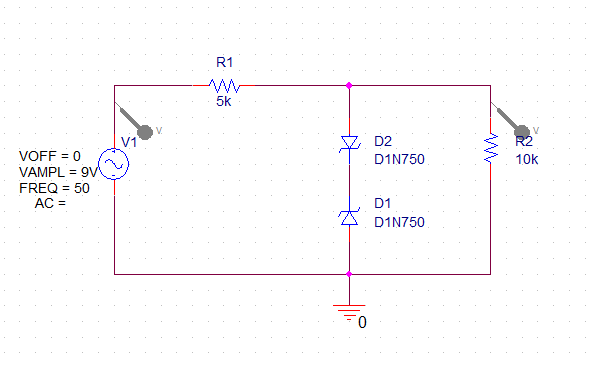 R1
5k
V
V1
VOFF = 0
VAMPL = 9V
FREQ = 50
AC =
D2
D1N750
D1
D1N750
V
R2
10k
0